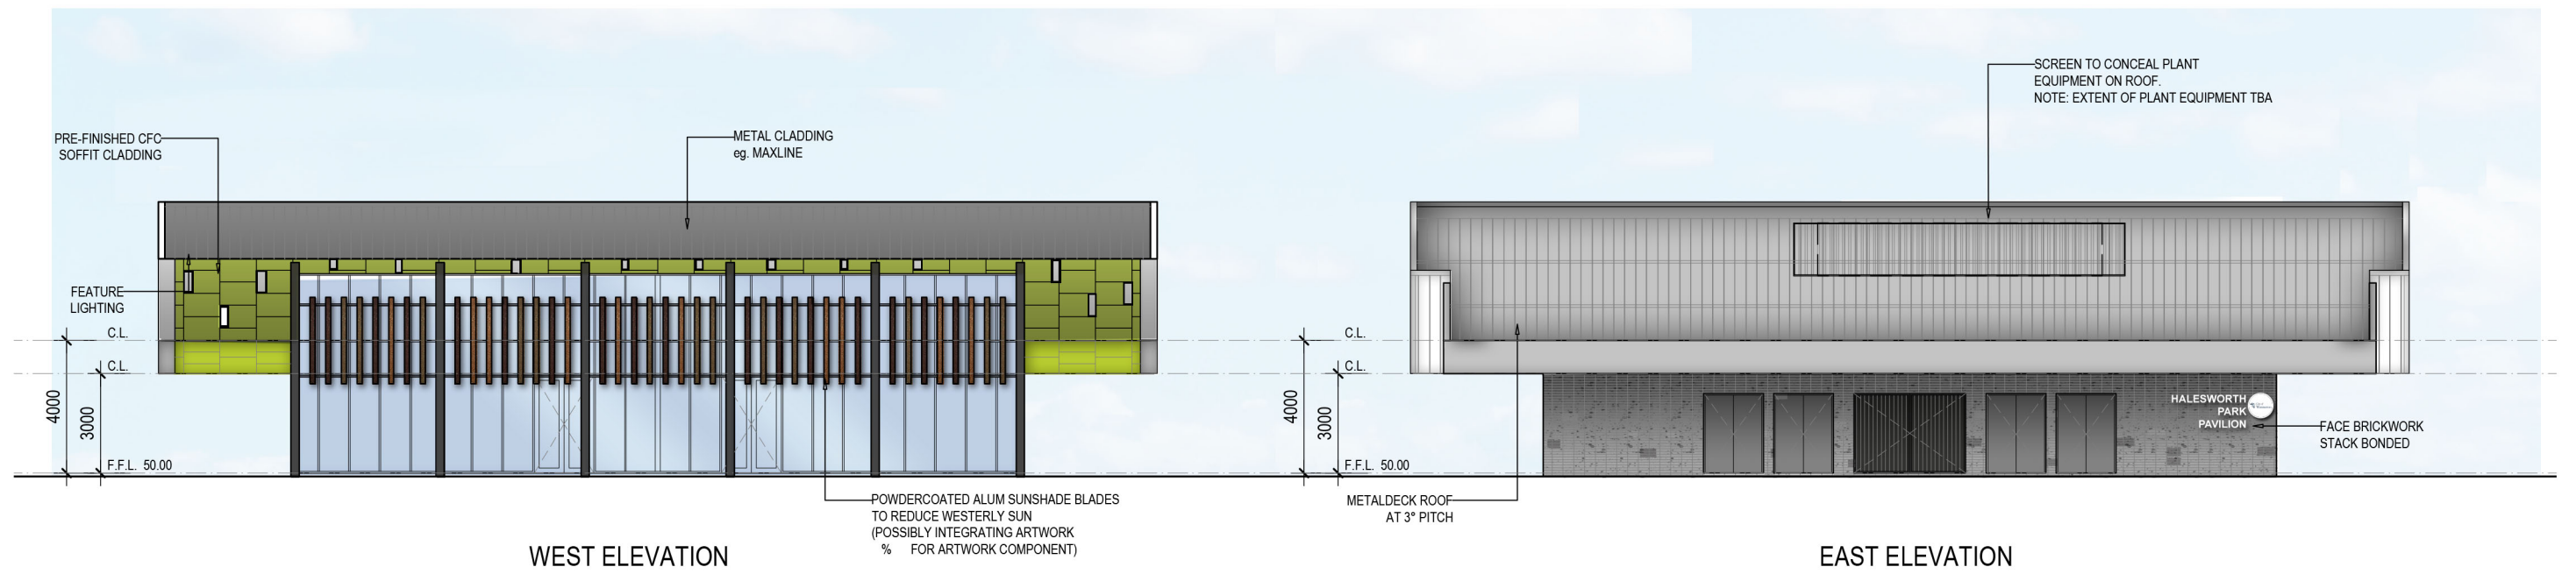 PRE-FINISHED CFC
SOFFIT CLADDING
METAL CLADDING
eg. MAXLINE
FEATURE
LIGHTING
C.L.
C.L.
4000
3000
F.F.L. 50.00
POWDERCOATED ALUM SUNSHADE BLADES
TO REDUCE WESTERLY SUN
(POSSIBLY INTEGRATING ARTWORK
% FOR ARTWORK COMPONENT)
WEST ELEVATION
SCREEN TO CONCEAL PLANT
EQUIPMENT ON ROOF.
NOTE: EXTENT OF PLANT EQUIPMENT TBA
C.L.
C.L.
4000
3000
F.F.L. 50.00
HALESWORTH
PARK
PAVILION
FACE BRICKWORK
STACK BONDED
METALDECK ROOF
AT 3° PITCH
EAST ELEVATION